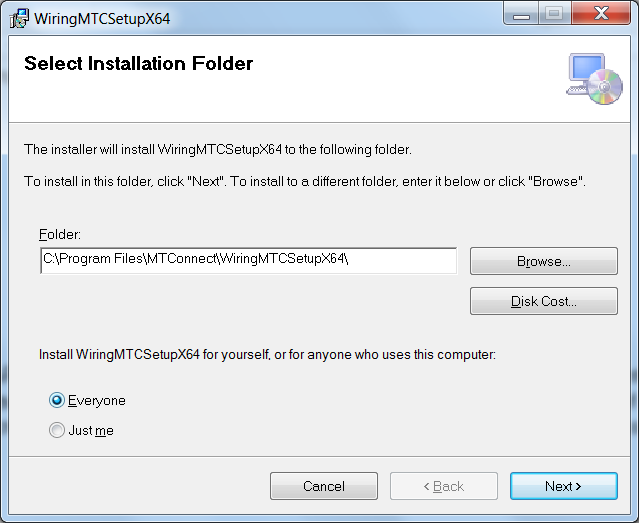 WiringMTCSetupX64
Select Installation Folder
The installer will install WiringMTCSetupX64 to the following folder.
To install in this folder, click "Next". To install to a different folder, enter it below or click "Browse".
Folder:
C:\Program Files\MTConnect\WiringMTCSetupX64\
Browse...
Disk Cost...
Install WiringMTCSetupX64 for yourself, or for anyone who uses this computer:
Everyone
Just me
Cancel
< Back
Next >